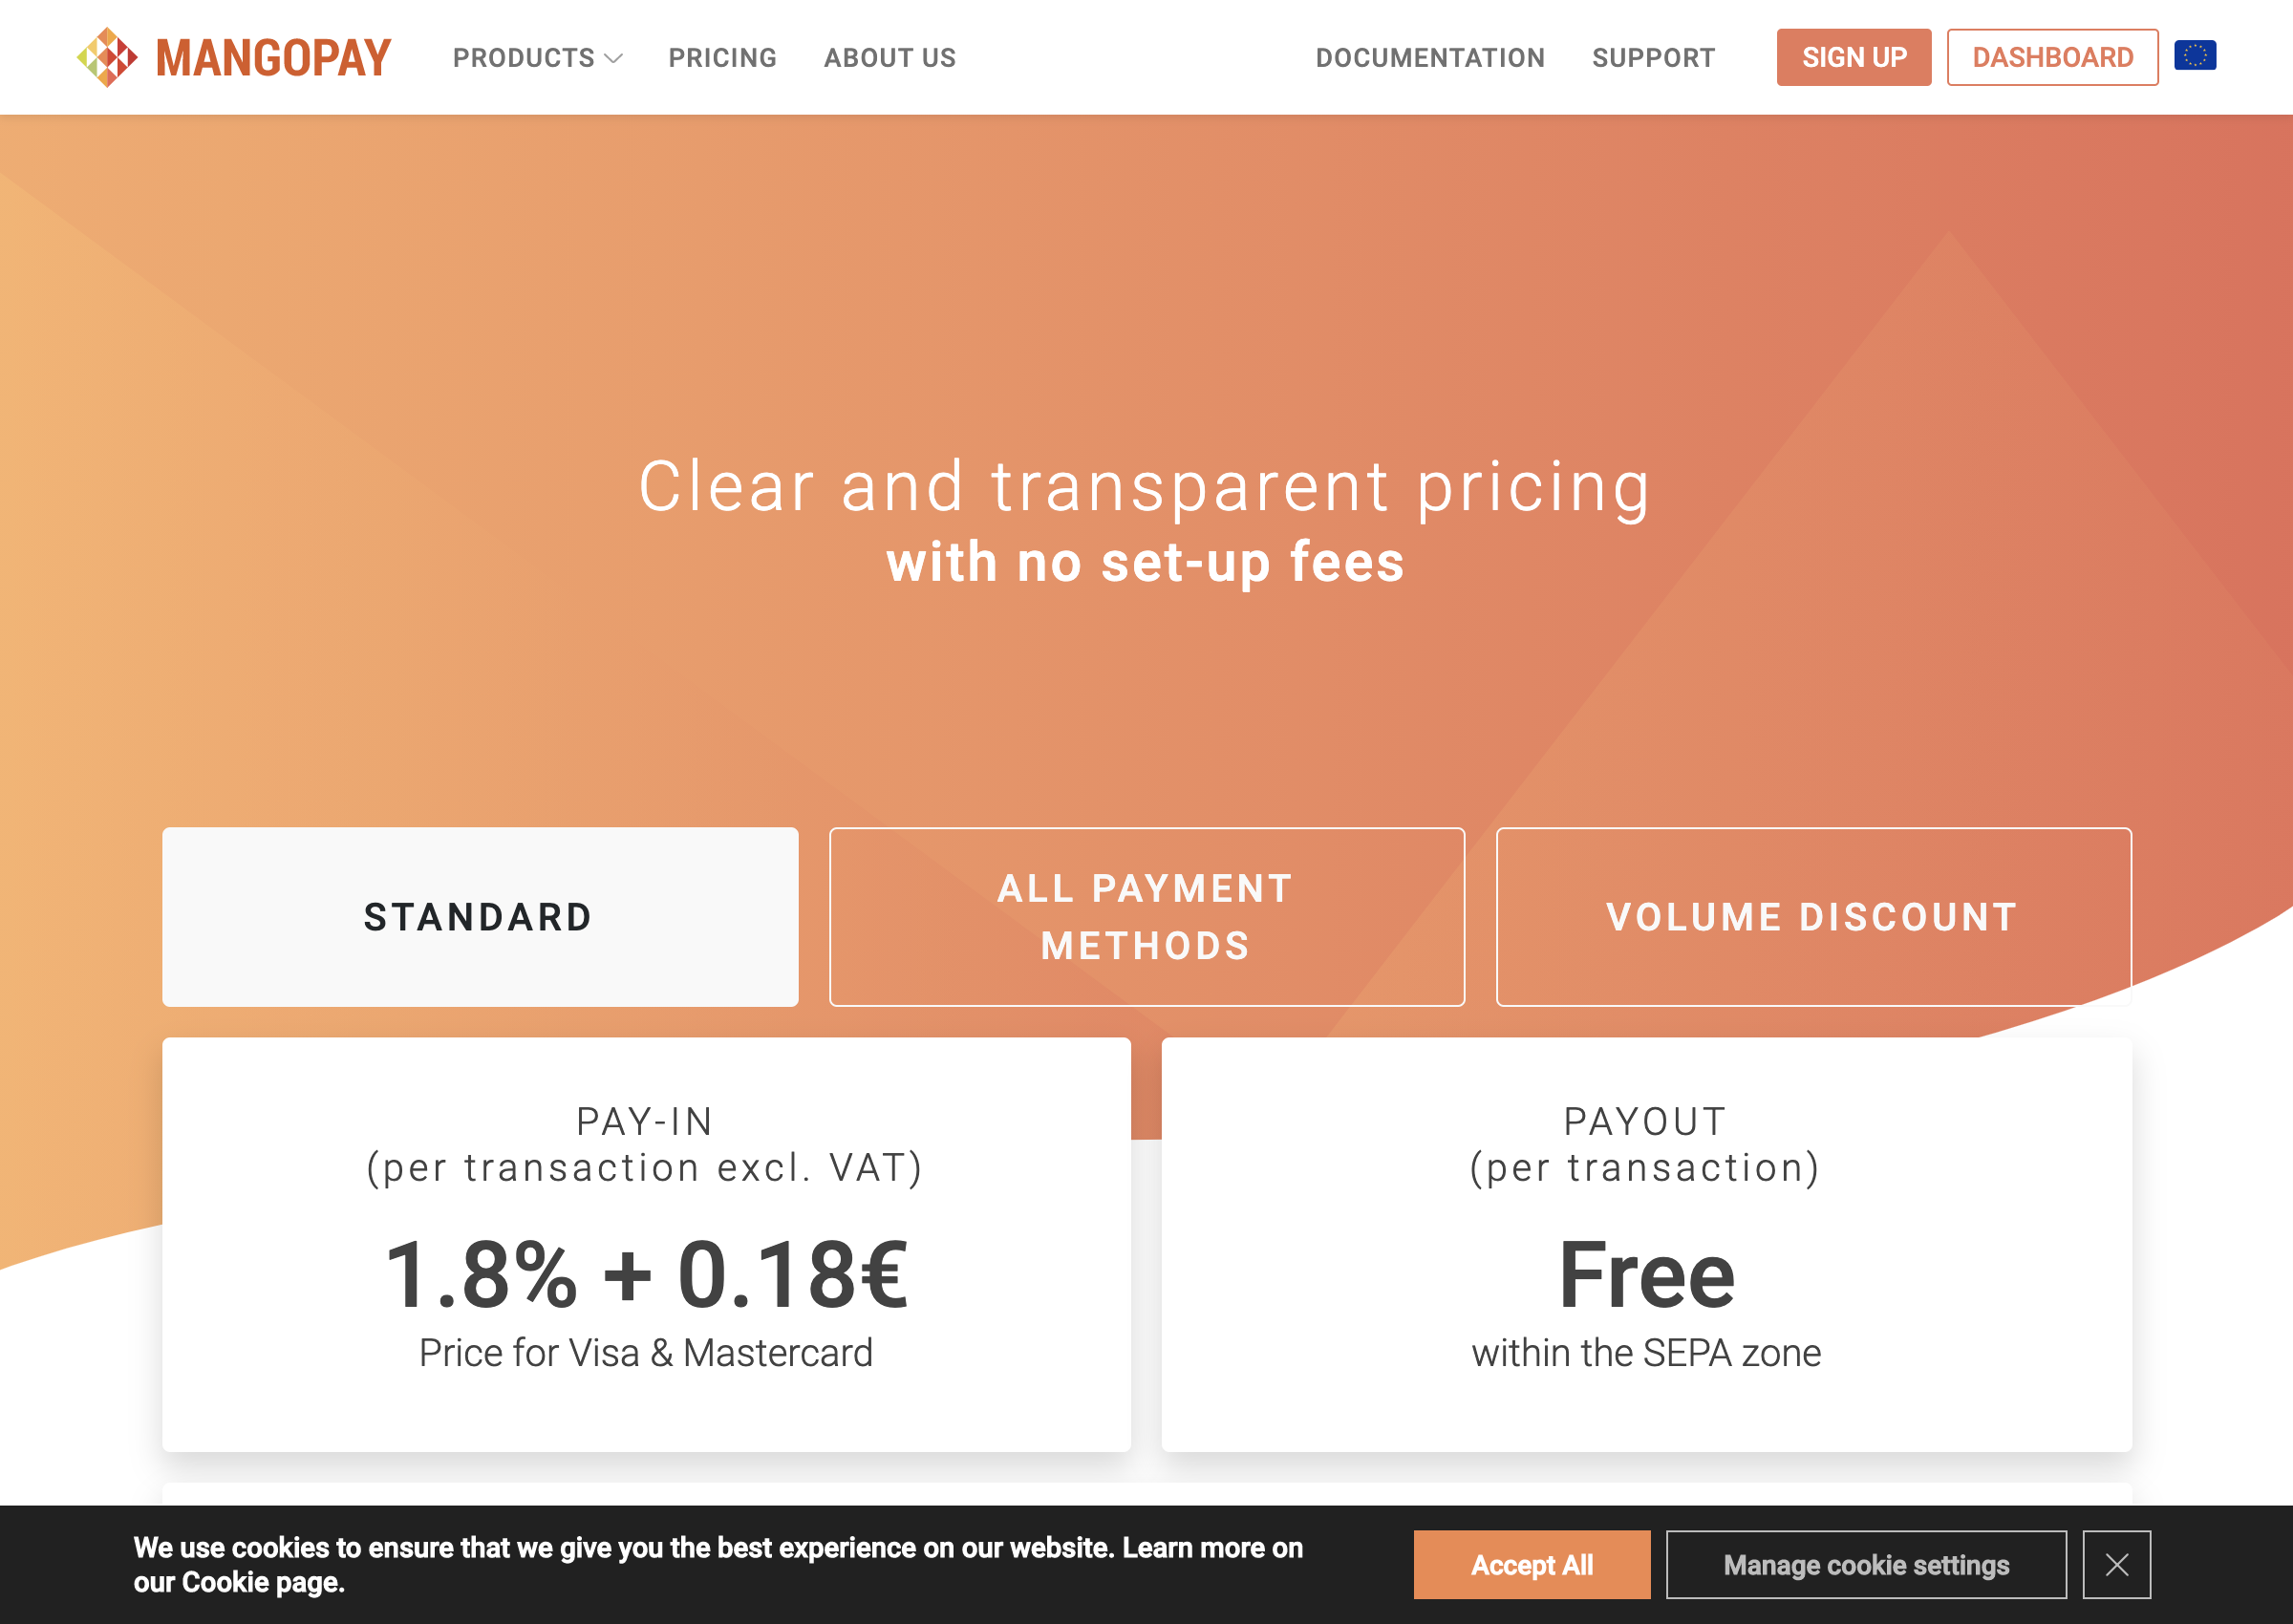 MANGOPAY
PRODUCTS
PRICING
ABOUT US
DOCUMENTATION
SUPPORT
SIGN UP
DASHBOARD
Clear and transparent pricing
with no set-up fees
STANDARD
ALL PAYMENT
METHODS
VOLUME DISCOUNT
PAY-IN
(per transaction excl. VAT)
1.8% + 0.18€
Price for Visa & Mastercard
PAYOUT
(per transaction)
Free
within the SEPA zone
We use cookies to ensure that we give you the best experience on our website. Learn more on
our Cookie page.
Accept All
Manage cookie settings